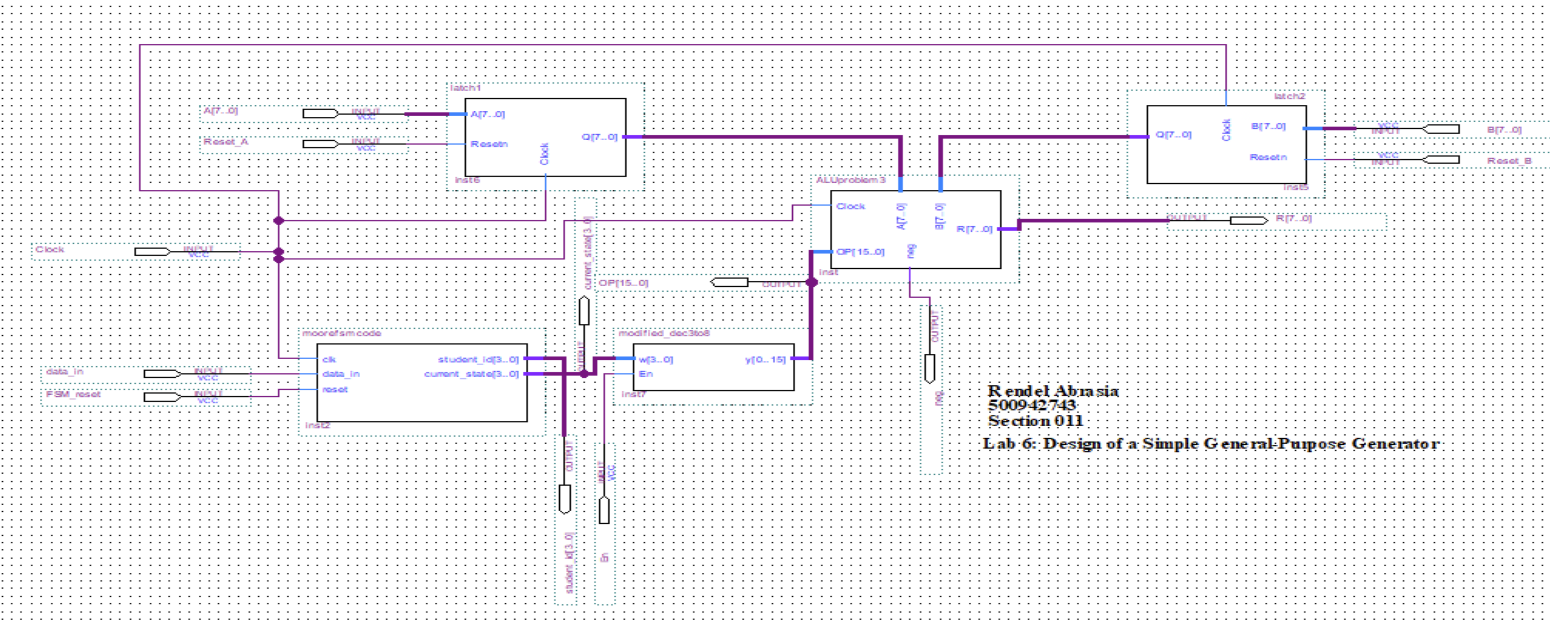 latch1
A[7..0]
INPUT
VCC
A[7..0]
Q[7..0]
Reset_A
INPUT
VCC
Resetn
Clock
inst6
latch2
Q[7..0]
Clock
B[7..0]
VCC
INPUT
B[7..0]
Resetn
VCC
INPUT
Reset_B
inst5
ALUproblem3
Clock
A[7..0]
B[7..0]
R[7..0]
OUTPUT
R[7..0]
OP[15..0]
neg
inst
Clock
INPUT
VCC
current_state[3..0]
OUTPUT
OP[15..0]
OUTPUT
moorefsmcode
clk
student_id[3..0]
data_in
INPUT
VCC
data_in
current_state[3..0]
FSM_reset
INPUT
VCC
reset
inst2
modified_dec3to8
w[3..0]
y[0..15]
En
inst7
OUTPUT
neg
OUTPUT
student_id[3..0]
INPUT
VCC
En
Rendel Abrasia
500942743
Section 011
Lab 6: Design of a Simple General-Purpose Generator